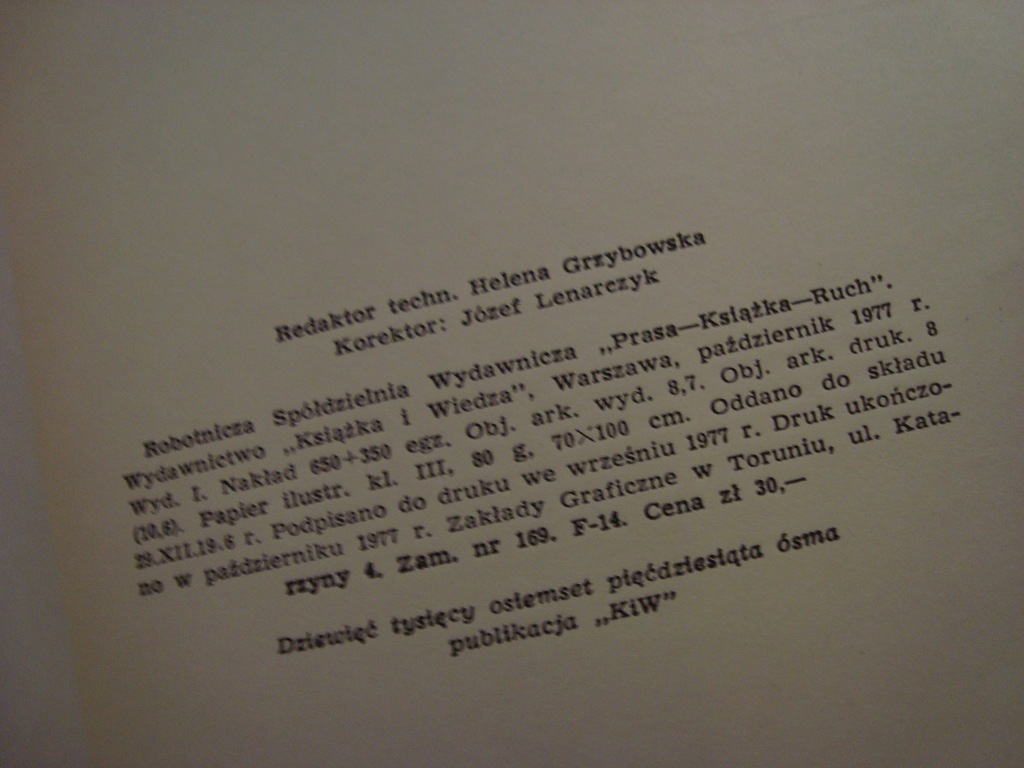 Redaktor techn. Helena Grzybowska
Korektor: Józef Lenarczyk
Robotnicza Spółdzielnia Wydawnicza „Prasa—Książka—Ruch”.
Wydawnictwo „Książka i Wiedza”, Warszawa, październik 1977 r.
Wyd. I. Nakład 650+350 egz. Obj. ark. wyd. 8,7. Obj. ark. druk. 8
(10,6). Papier ilustr. kl. III, 80 g, 70×100 cm. Oddano do składu
r. Podpisano do druku we wrześniu 1977 r. Druk ukończo-
no w październiku 1977 r. Zakłady Graficzne w Toruniu, ul. Kata-
rzyny 4. Zam. nr 169. F-14. Cena zł 30,—
Dziewięć tysięcy osiemset pięćdziesiąta ósma
publikacja „KiW”